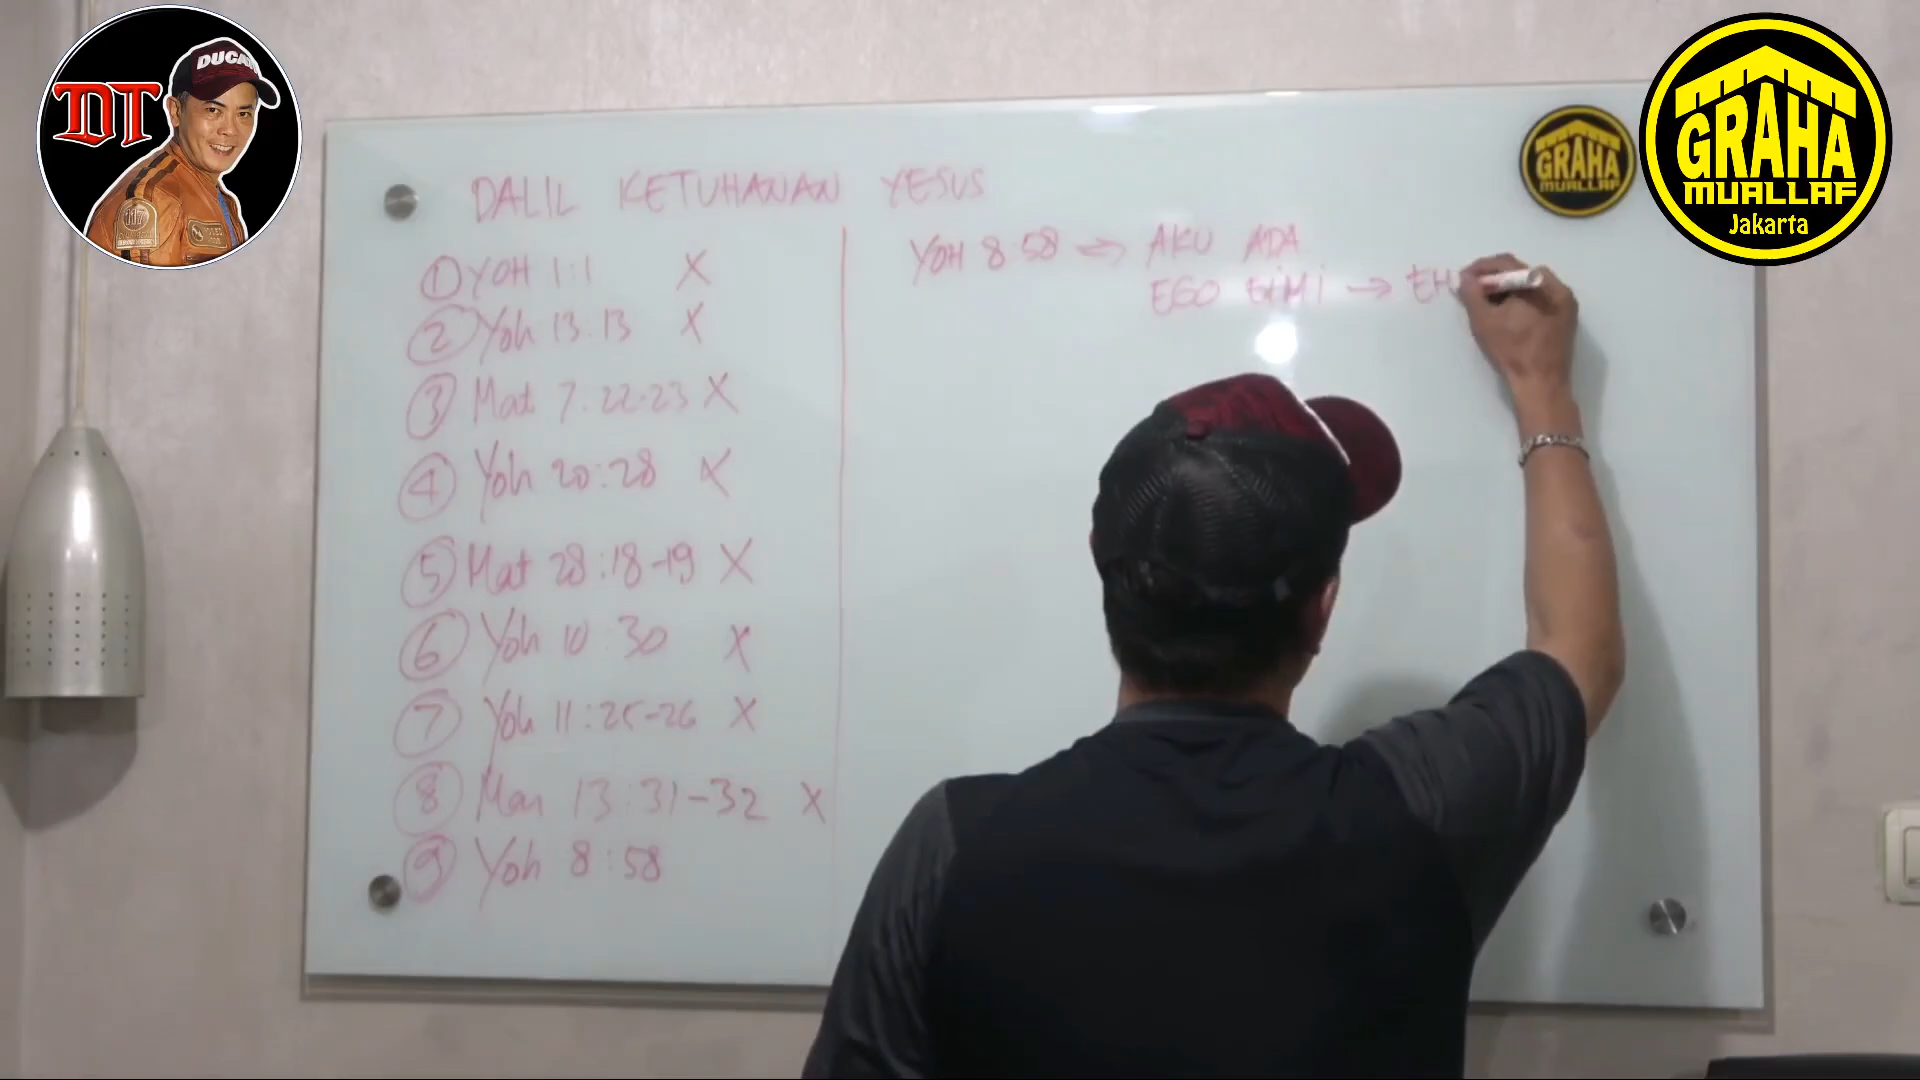 DUCATI
DT
GRAHA
MUALLAF
Jakarta
GRAHA
MUALLAF
DALIL KETUHANAN YESUS
① YOH 1:1 X
② Yoh 13:13 X
③ Mat 7:22-23 X
④ Yoh 20:28 X
⑤ Mat 28:18-19 X
⑥ Yoh 10:30 X
⑦ Yoh 11:25-26 X
⑧ Mar 13:31-32 X
⑨ Yoh 8:58
YOH 8:58 => AKU ADA
EGO EIMI →